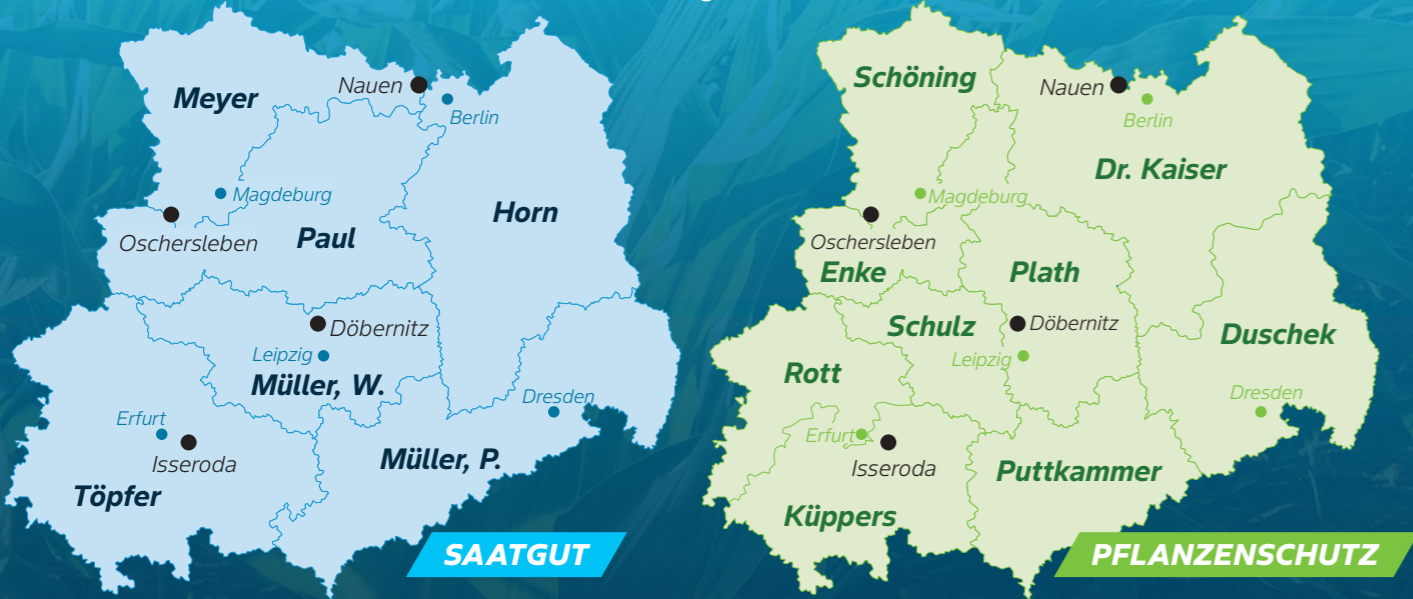 Meyer
Nauen
Berlin
Magdeburg
Horn
Oschersleben
Paul
Döbernitz
Leipzig
Müller, W.
Dresden
Erfurt
Isseroda
Müller, P.
Töpfer
SAATGUT
Schöning
Nauen
Berlin
Dr. Kaiser
Magdeburg
Oschersleben
Enke
Plath
Schulz
Döbernitz
Duschek
Leipzig
Rott
Dresden
Erfurt
Isseroda
Puttkammer
Küppers
PFLANZENSCHUTZ